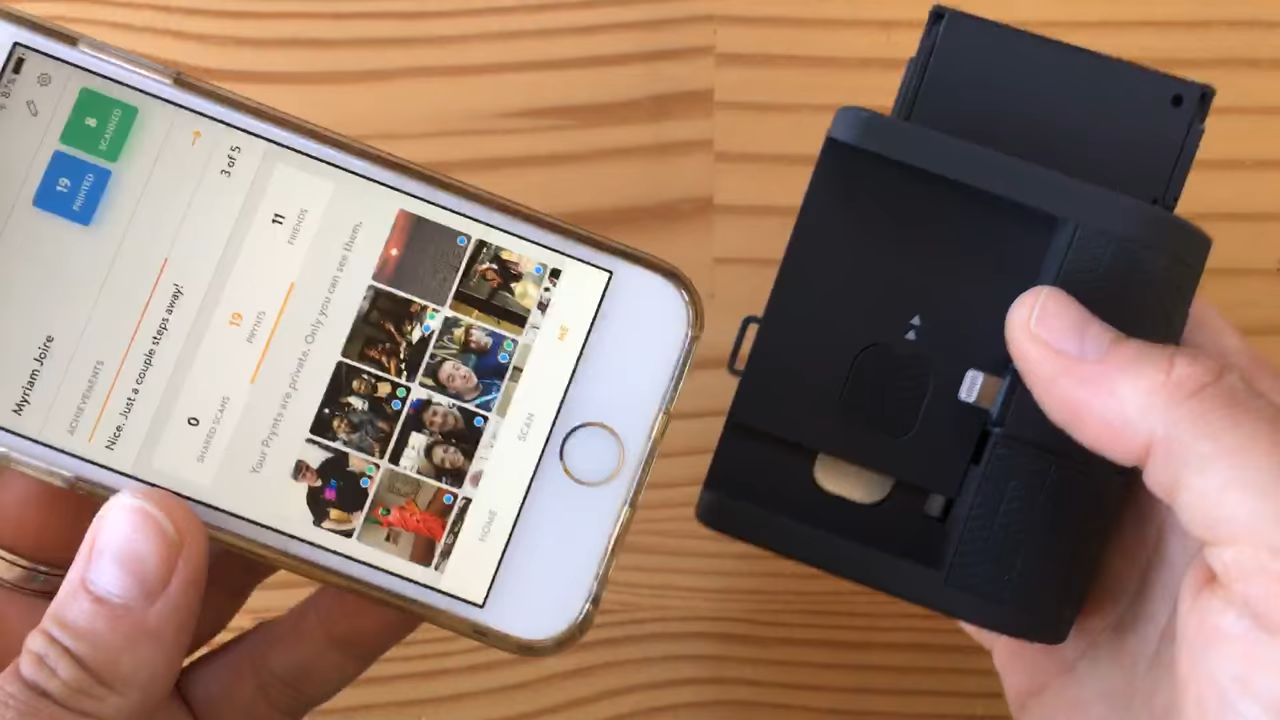 87%
Myriam Joire
19
PRINTED
8
SCANNED
ACHIEVEMENTS
3 of 5
Nice. Just a couple steps away!
0
SHARED SCANS
19
PRYNTS
11
FRIENDS
Your Prynts are private. Only you can see them.
HOME
SCAN
ME